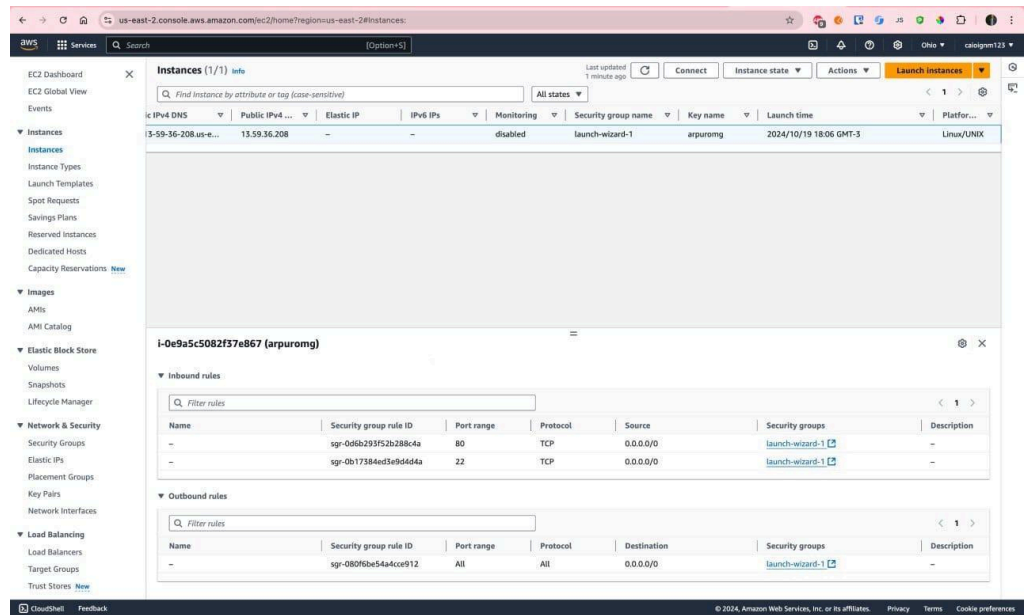 us-east-2.console.aws.amazon.com/ec2/home?region=us-east-2#Instances:
aws Services Search [Option+S] Ohio caioignm123
EC2 Dashboard
EC2 Global View
Events
Instances
Instances
Instance Types
Launch Templates
Spot Requests
Savings Plans
Reserved Instances
Dedicated Hosts
Capacity Reservations New
Images
AMIs
AMI Catalog
Elastic Block Store
Volumes
Snapshots
Lifecycle Manager
Network & Security
Security Groups
Elastic IPs
Placement Groups
Key Pairs
Network Interfaces
Load Balancing
Load Balancers
Target Groups
Trust Stores New
Instances (1/1) Info Last updated 1 minute ago Connect Instance state Actions Launch instances
Find Instance by attribute or tag (case-sensitive) All states 1
c IPv4 DNS Public IPv4 ... Elastic IP IPv6 IPs Monitoring Security group name Key name Launch time Platfor...
3-59-36-208.us-e... 13.59.36.208 – – disabled launch-wizard-1 arpuromg 2024/10/19 18:06 GMT-3 Linux/UNIX
i-0e9a5c5082f37e867 (arpuromg)
Inbound rules
Filter rules 1
Name Security group rule ID Port range Protocol Source Security groups Description
– sgr-0d6b293f52b288c4a 80 TCP 0.0.0.0/0 launch-wizard-1 –
– sgr-0b17384ed3e9d4d4a 22 TCP 0.0.0.0/0 launch-wizard-1 –
Outbound rules
Filter rules 1
Name Security group rule ID Port range Protocol Destination Security groups Description
– sgr-080f6be54a4cce912 All All 0.0.0.0/0 launch-wizard-1 –
CloudShell Feedback © 2024, Amazon Web Services, Inc. or its affiliates. Privacy Terms Cookie preferences